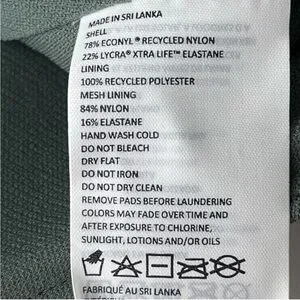 MADE IN SRI LANKA
SHELL
78% ECONYL® RECYCLED NYLON
22% LYCRA® XTRA LIFE™ ELASTANE
LINING
100% RECYCLED POLYESTER
MESH LINING
84% NYLON
16% ELASTANE
HAND WASH COLD
DO NOT BLEACH
DRY FLAT
DO NOT IRON
DO NOT DRY CLEAN
REMOVE PADS BEFORE LAUNDERING
COLORS MAY FADE OVER TIME AND
AFTER EXPOSURE TO CHLORINE,
SUNLIGHT, LOTIONS AND/OR OILS
FABRIQUÉ AU SRI LANKA